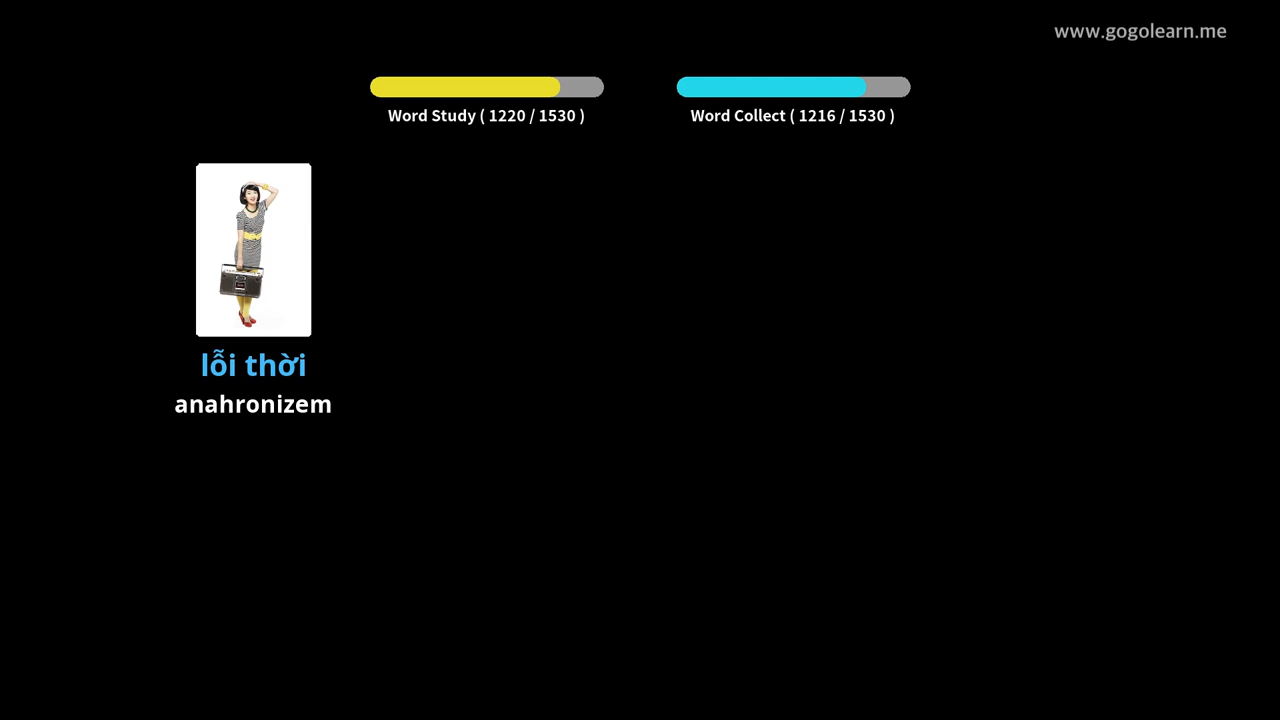 www.gogolearn.me
Word Study ( 1220 / 1530 )
Word Collect ( 1216 / 1530 )
lỗi thời
anahronizem